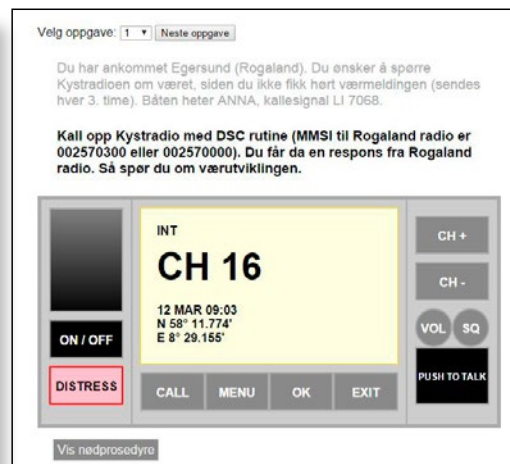 Velg oppgave: 1 Neste oppgave
Du har ankommet Egersund (Rogaland). Du ønsker å spørre
Kystradioen om været, siden du ikke fikk hørt værmeldingen (sendes
hver 3. time). Båten heter ANNA, kallesignal LI 7068.
Kall opp Kystradio med DSC rutine (MMSI til Rogaland radio er
002570300 eller 002570000). Du får da en respons fra Rogaland
radio. Så spør du om værutviklingen.
INT
CH 16
12 MAR 09:03
N 58° 11.774'
E 8° 29.155'
ON / OFF
DISTRESS
CALL MENU OK EXIT
CH +
CH -
VOL SQ
PUSH TO TALK
Vis nødprosedyre